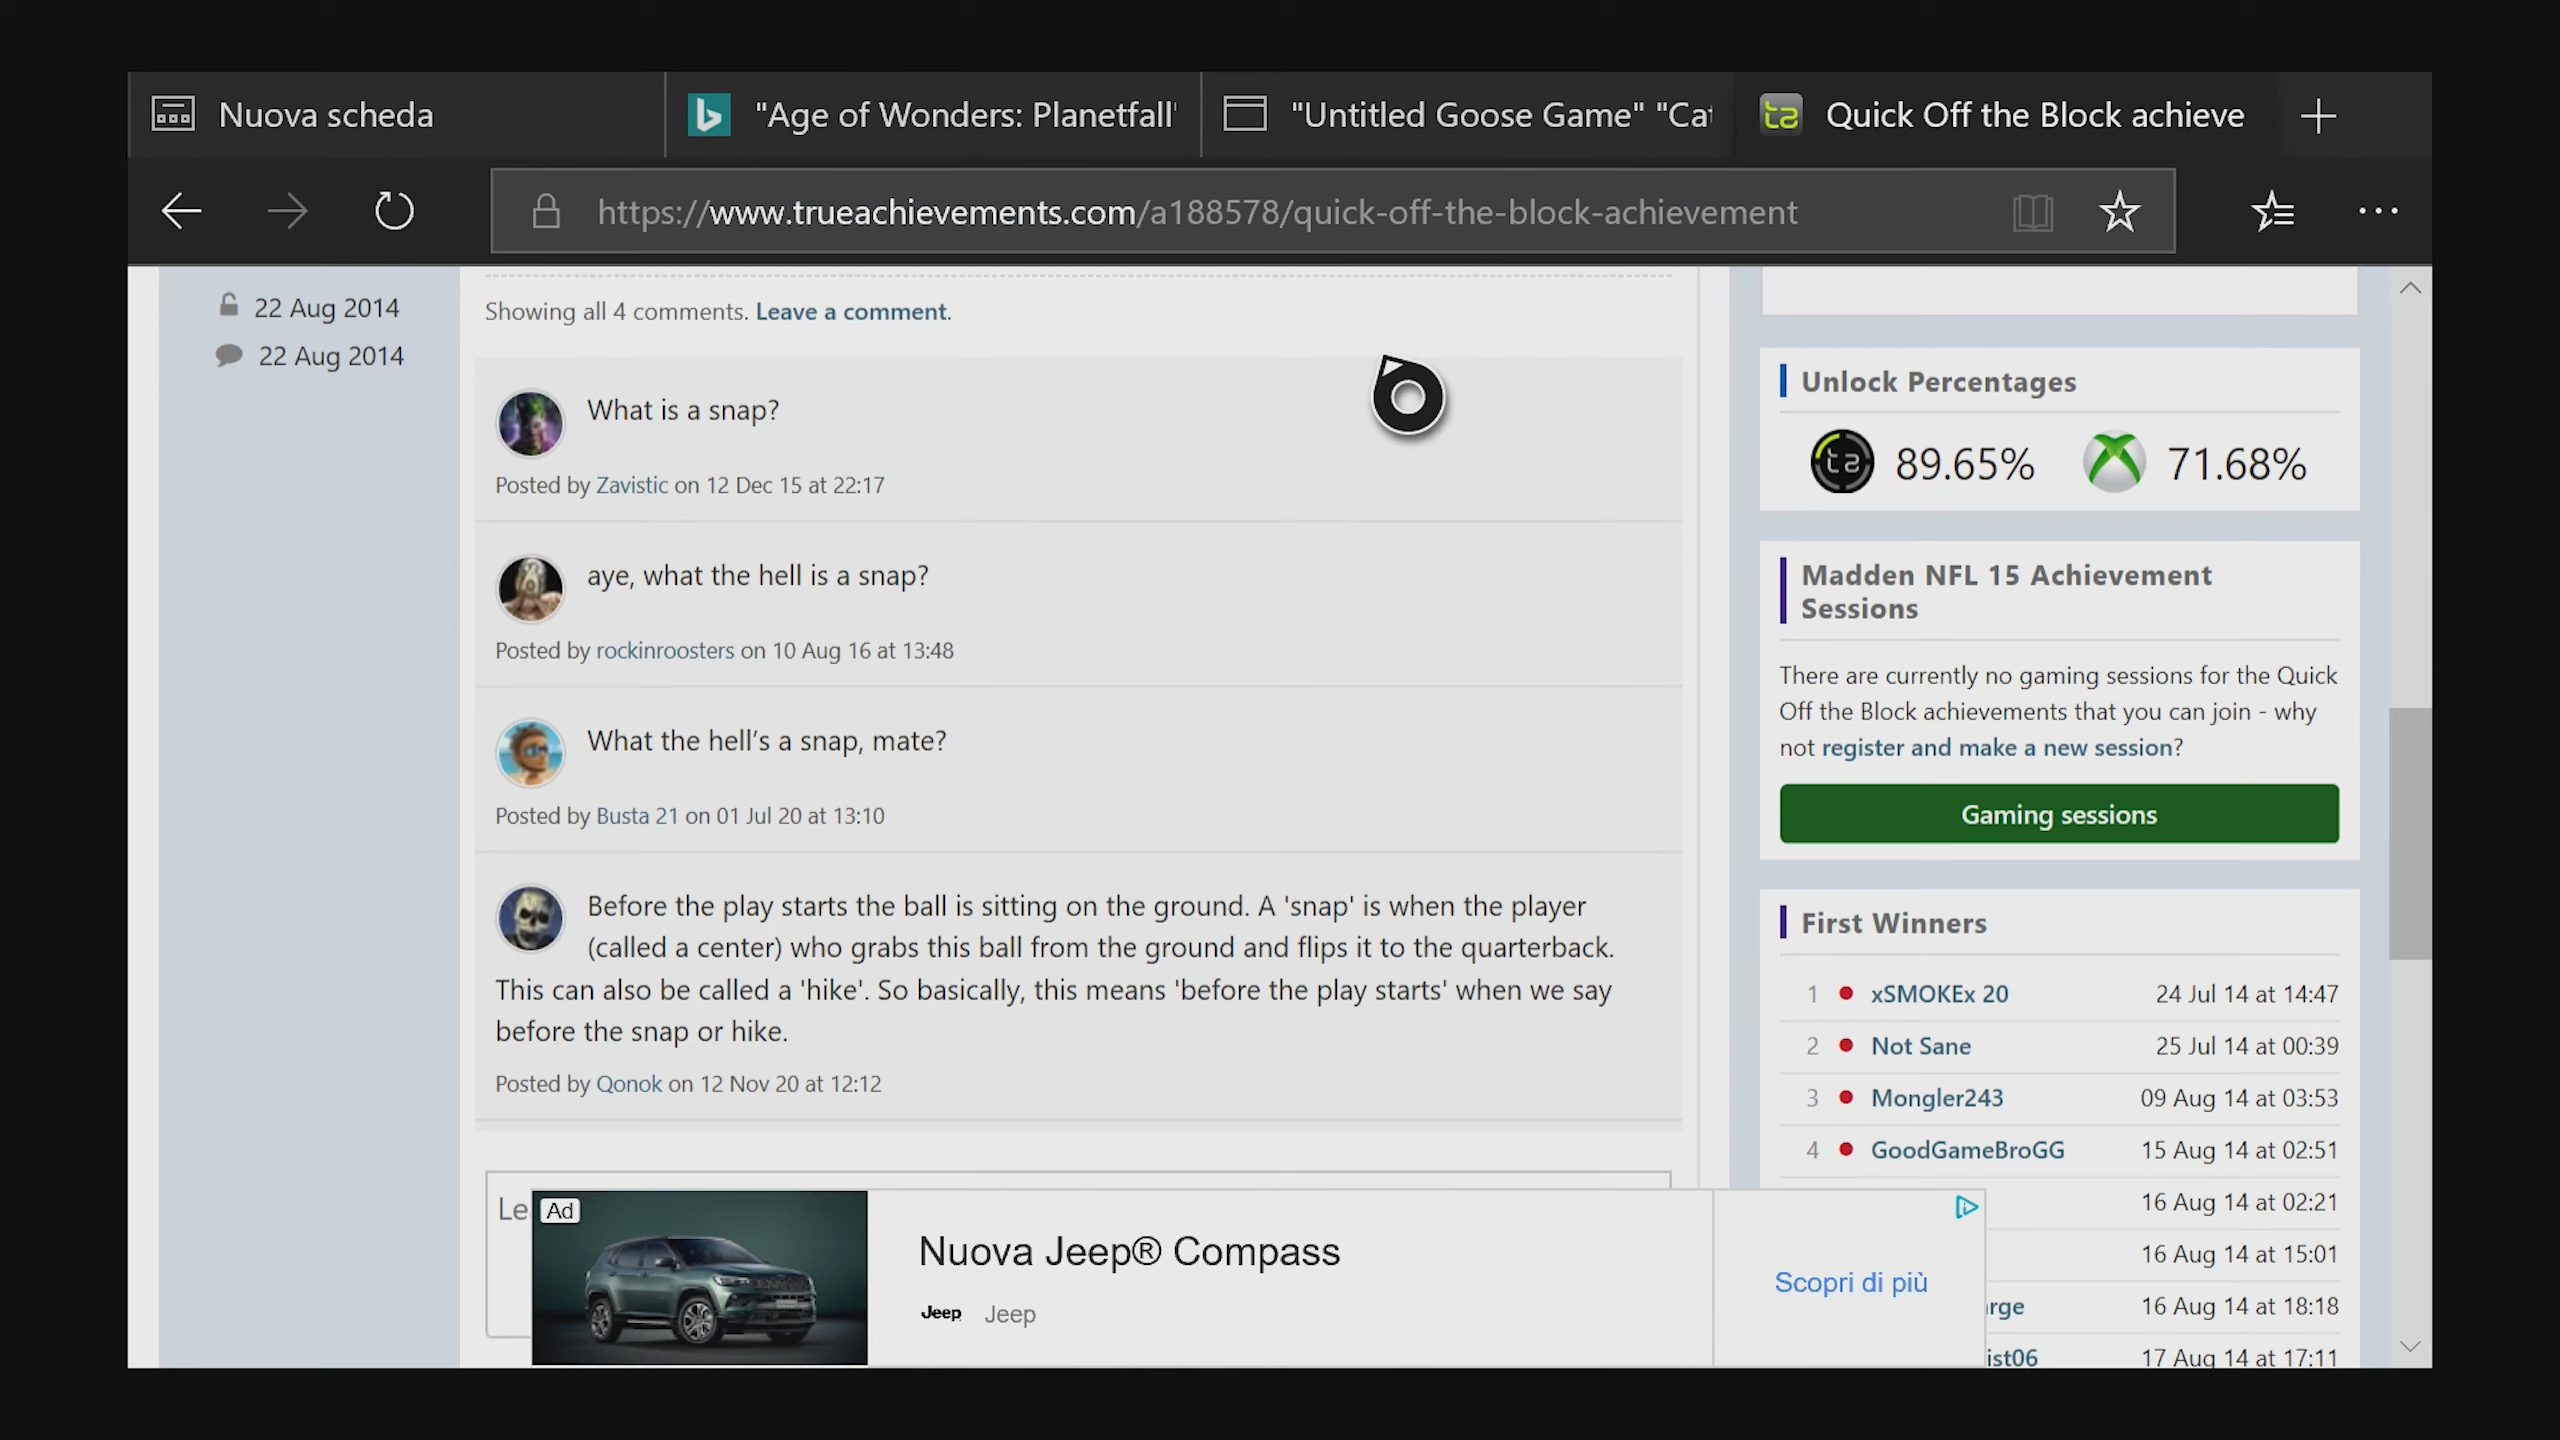 Nuova scheda
"Age of Wonders: Planetfall"
"Untitled Goose Game" "Cat
Quick Off the Block achieve
https://www.trueachievements.com/a188578/quick-off-the-block-achievement
22 Aug 2014
22 Aug 2014
Showing all 4 comments. Leave a comment.
What is a snap?
Posted by Zavistic on 12 Dec 15 at 22:17
aye, what the hell is a snap?
Posted by rockinroosters on 10 Aug 16 at 13:48
What the hell's a snap, mate?
Posted by Busta 21 on 01 Jul 20 at 13:10
Before the play starts the ball is sitting on the ground. A 'snap' is when the player
(called a center) who grabs this ball from the ground and flips it to the quarterback.
This can also be called a 'hike'. So basically, this means 'before the play starts' when we say
before the snap or hike.
Posted by Qonok on 12 Nov 20 at 12:12
Le
Ad
Nuova Jeep® Compass
Jeep Jeep
Scopri di più
Unlock Percentages
ta 89.65% 71.68%
Madden NFL 15 Achievement
Sessions
There are currently no gaming sessions for the Quick
Off the Block achievements that you can join - why
not register and make a new session?
Gaming sessions
First Winners
1 xSMOKEx 20 24 Jul 14 at 14:47
2 Not Sane 25 Jul 14 at 00:39
3 Mongler243 09 Aug 14 at 03:53
4 GoodGameBroGG 15 Aug 14 at 02:51
16 Aug 14 at 02:21
16 Aug 14 at 15:01
arge 16 Aug 14 at 18:18
ist06 17 Aug 14 at 17:11